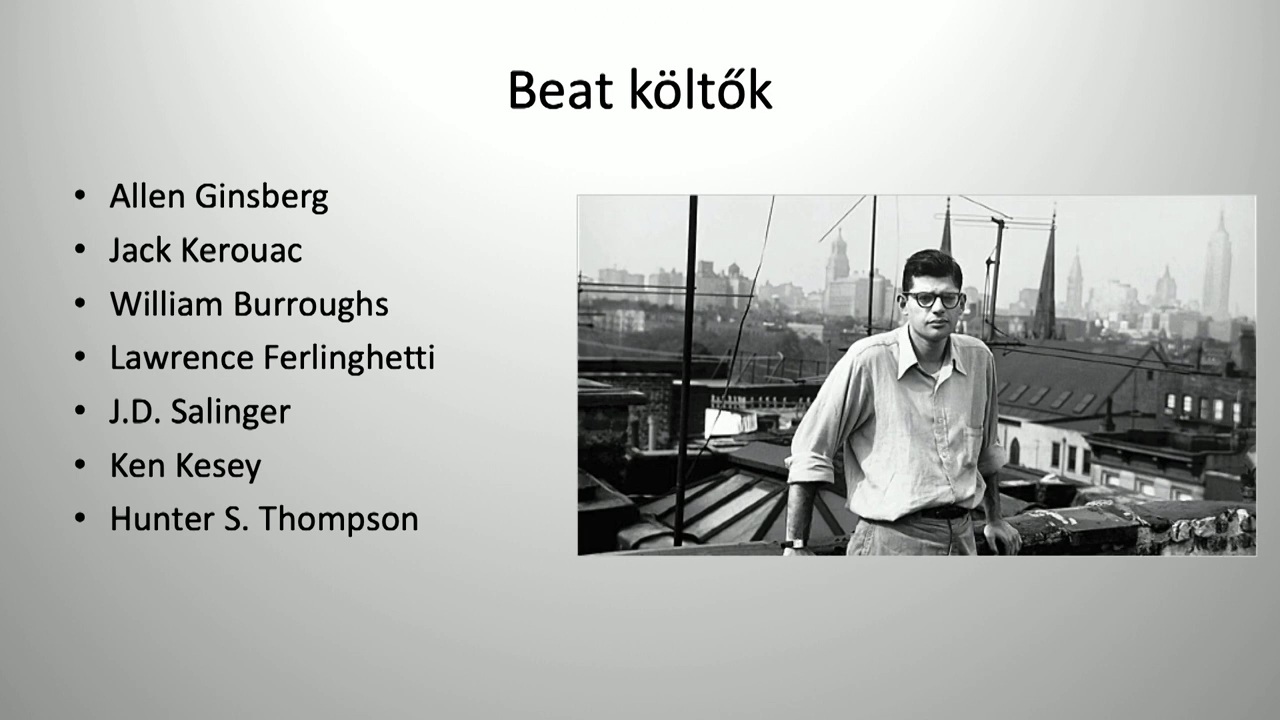 Beat költők
• Allen Ginsberg
• Jack Kerouac
• William Burroughs
• Lawrence Ferlinghetti
• J.D. Salinger
• Ken Kesey
• Hunter S. Thompson